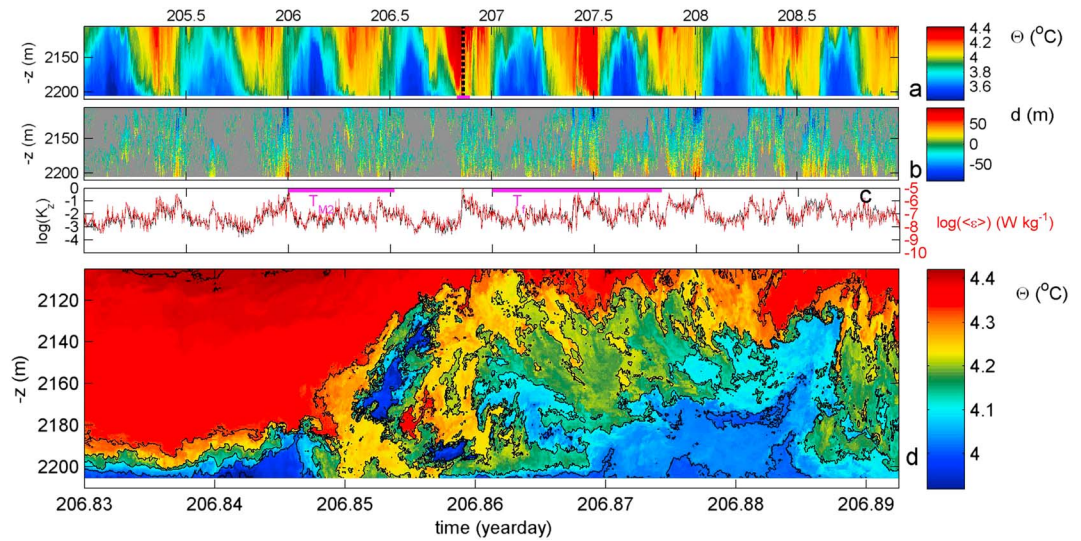 205.5 206 206.5 207 207.5 208 208.5
-z (m)
2150
2200
a
4.4
4.2
4
3.8
3.6
Θ (°C)
-z (m)
2150
2200
b
50
0
-50
d (m)
log(K_z)
0
-2
-4
T_M2
T_f
c
-5
-6
-7
-8
-9
-10
log(<ε>) (W kg⁻¹)
-z (m)
2120
2140
2160
2180
2200
d
4.4
4.3
4.2
4.1
4
Θ (°C)
206.83 206.84 206.85 206.86 206.87 206.88 206.89
time (yearday)